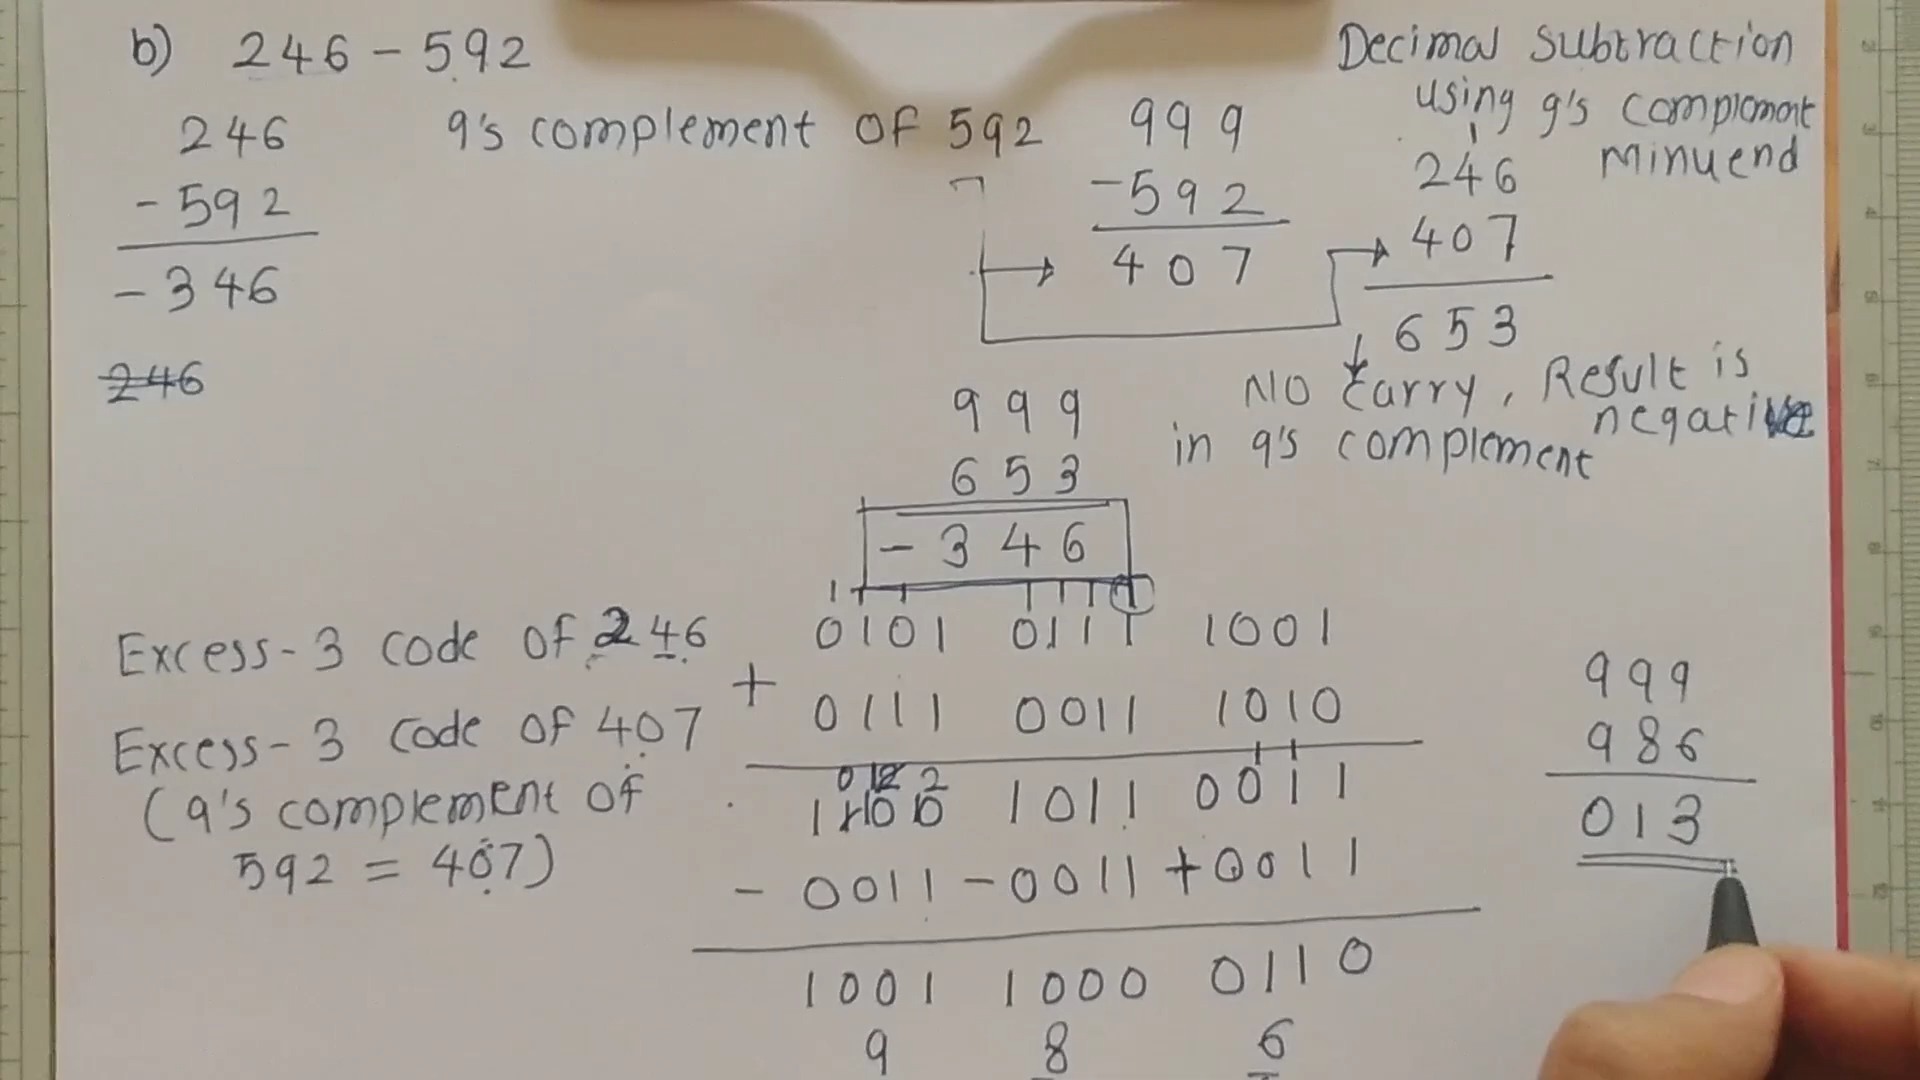 b) 246 - 592
Decimal subtraction
using 9's complement
minuend
246
- 592
- 346
246
9's complement of 592
999
- 592
407
1
246
407
653
No carry, Result is
negative
in 9's complement
999
653
- 346
Excess-3 code of 246
0101 0111 1001
Excess-3 code of 407
+ 0111 0011 1010
(9's complement of
592 = 407)
1011 0011
- 0011 - 0011 + 0011
1001 1000 0110
9 8 6
999
986
013